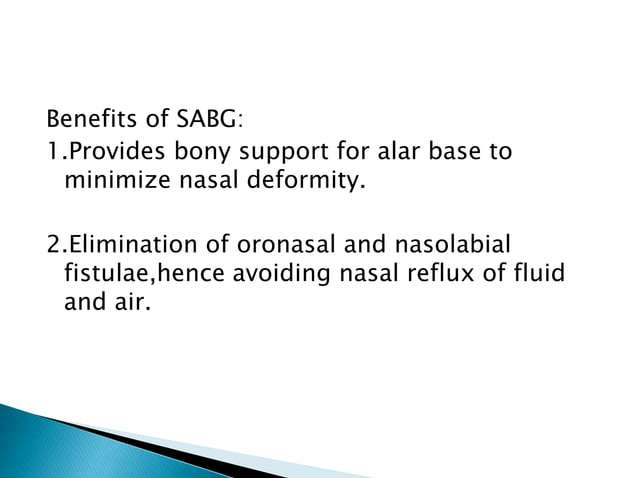 Benefits of SABG:
1.Provides bony support for alar base to
minimize nasal deformity.
2.Elimination of oronasal and nasolabial
fistulae,hence avoiding nasal reflux of fluid
and air.